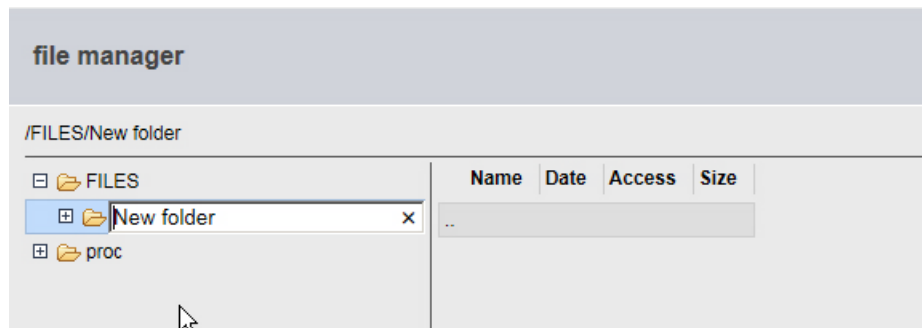 file manager
/FILES/New folder
FILES
New folder
proc
Name Date Access Size
..